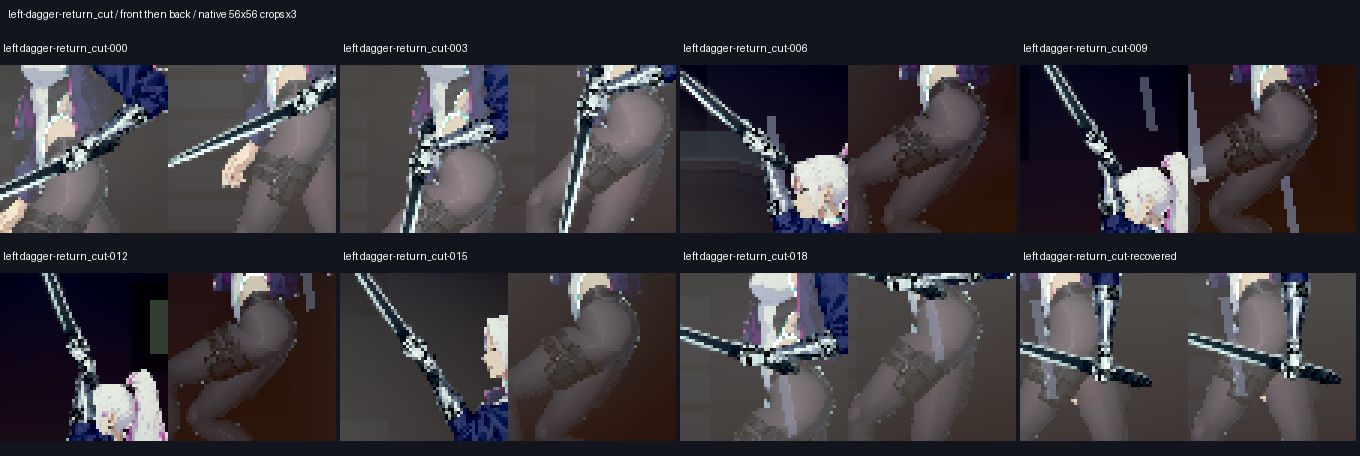 left-dagger-return_cut / front then back / native 56x56 crops x3
left dagger-return_cut-000
left dagger-return_cut-003
left dagger-return_cut-006
left dagger-return_cut-009
left dagger-return_cut-012
left dagger-return_cut-015
left dagger-return_cut-018
left dagger-return_cut-recovered